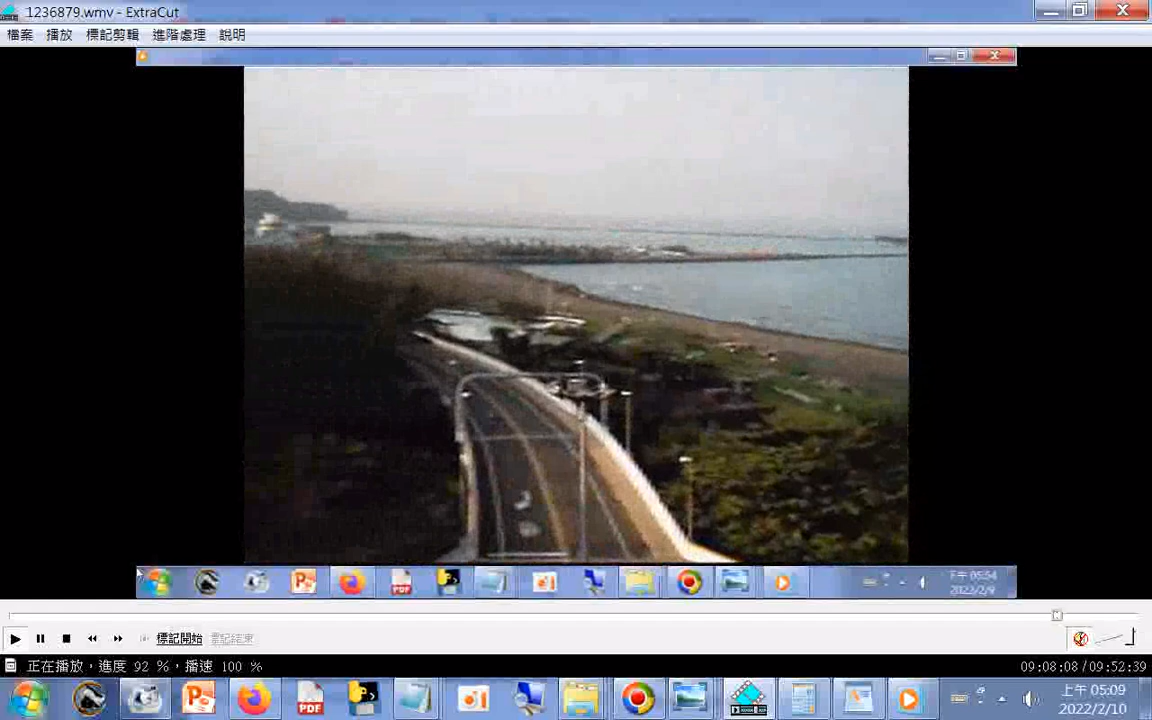 1236879.wmv - ExtraCut
檔案 播放 標記剪輯 進階處理 說明
PDF
下午 05:54
2022/2/9
標記開始 標記結束
正在播放，進度 92 %，播速 100 %
09:08:08 / 09:52:39
PDF
上午 05:09
2022/2/10